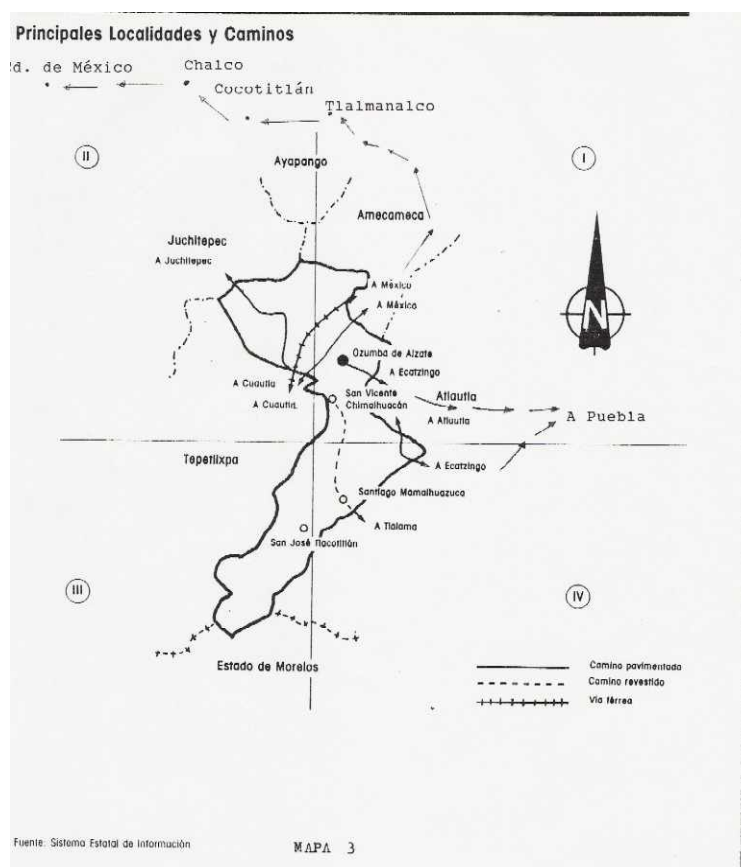 Principales Localidades y Caminos
d. de México
Chalco
Cocotitlán
Tlalmanalco
II
I
Ayapango
Amecameca
Juchitepec
A Juchitepec
A México
A México
N
Ozumba de Alzate
A Ecatzingo
A Cuautla
San Vicente
Chimalhuacán
A Cuautla
Atlautla
A Atlautla
A Puebla
Tepetlixpa
A Ecatzingo
Santiago Mamalhuazuca
A Tlalama
San José Tlacotitlán
III
IV
Estado de Morelos
Camino pavimentado
Camino revestido
Vía férrea
Fuente: Sistema Estatal de Información
MAPA 3